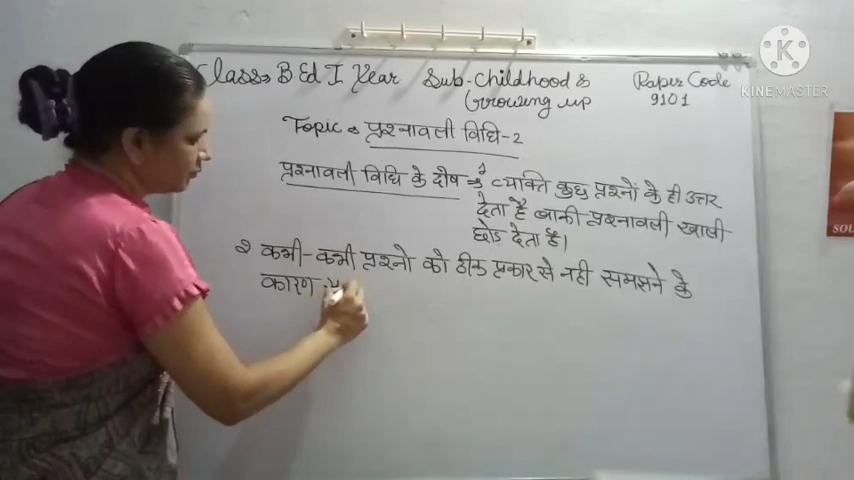 Class → B Ed I Year Sub-Childhood & Paper Code
Growing up 9101
Topic → प्रश्नावली विधि-2
प्रश्नावली विधि के दोष → 1 व्यक्ति कुछ प्रश्नों के ही उत्तर
देता है बाकी प्रश्नावली खाली
छोड देता है।
2 कभी-कभी प्रश्नो को ठीक प्रकार से नही समझने के
कारण
KINEMASTER
SOU